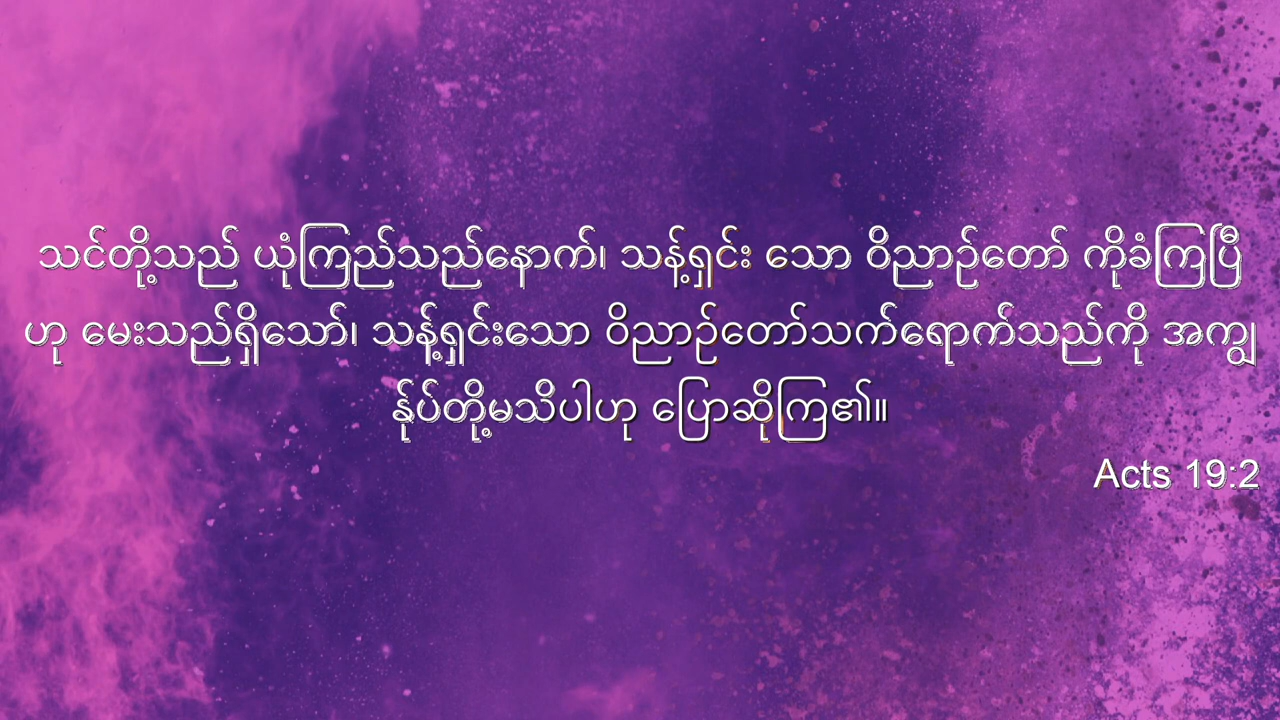 သင်တို့သည် ယုံကြည်သည်နောက်၊ သန့်ရှင်း သော ဝိညာဉ်တော် ကိုခံကြပြီ
ဟု မေးသည်ရှိသော်၊ သန့်ရှင်းသော ဝိညာဉ်တော်သက်ရောက်သည်ကို အကျွ
န်ုပ်တို့မသိပါဟု ပြောဆိုကြ၏။
Acts 19:2